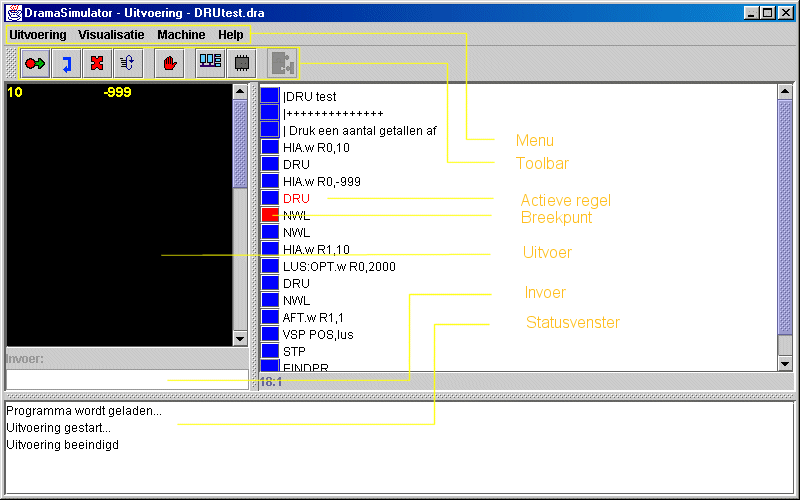 DramaSimulator - Uitvoering - DRUtest.dra
Uitvoering Visualisatie Machine Help
10 -999
|DRU test
|++++++++++++++
| Druk een aantal getallen af
HIA.w R0,10
DRU
HIA.w R0,-999
DRU
NWL
NWL
HIA.w R1,10
LUS:OPT.w R0,2000
DRU
NWL
AFT.w R1,1
VSP POS,lus
STP
EINDPR
Menu
Toolbar
Actieve regel
Breekpunt
Uitvoer
Invoer
Statusvenster
Invoer:
18:1
Programma wordt geladen...
Uitvoering gestart...
Uitvoering beeindigd